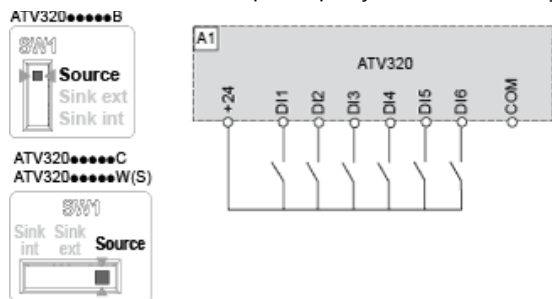 ATV320●●●●●B
SW1
Source
Sink ext
Sink int
ATV320●●●●●C
ATV320●●●●●W(S)
SW1
Sink int
Sink ext
Source
A1
ATV320
+24
DI1
DI2
DI3
DI4
DI5
DI6
COM